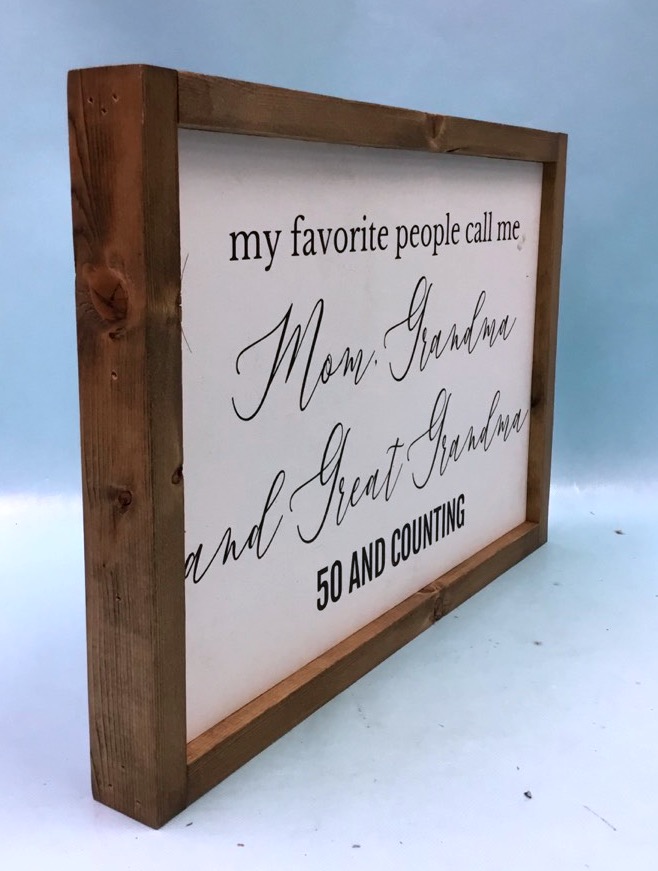 my favorite people call me
Mom, Grandma
and Great Grandma
50 AND COUNTING